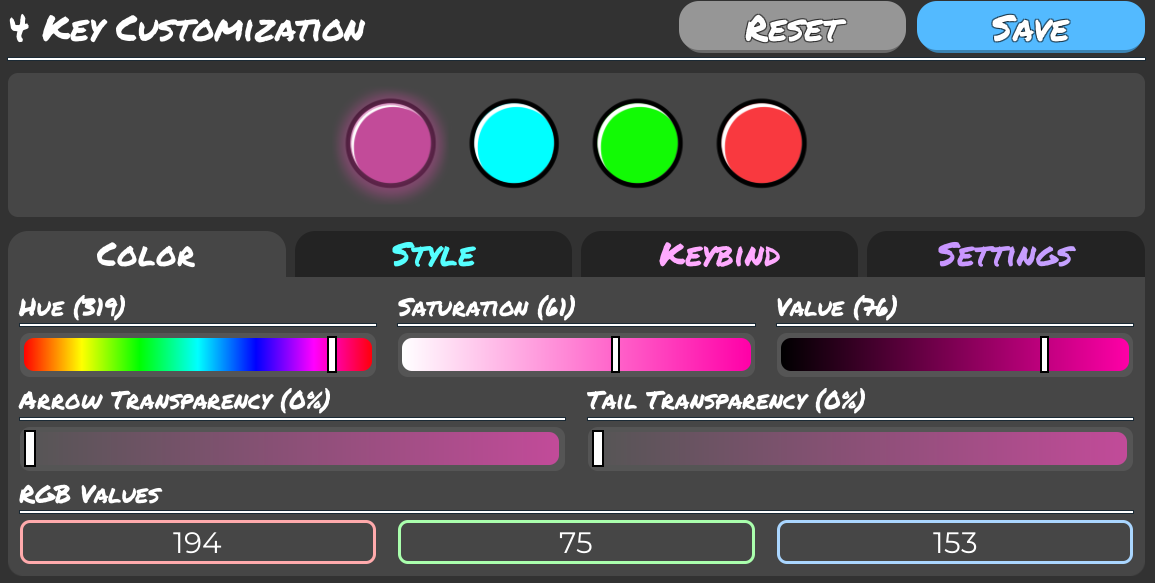 4 Key Customization
Reset
Save
Color
Style
Keybind
Settings
Hue (319)
Saturation (61)
Value (76)
Arrow Transparency (0%)
Tail Transparency (0%)
RGB Values
194
75
153